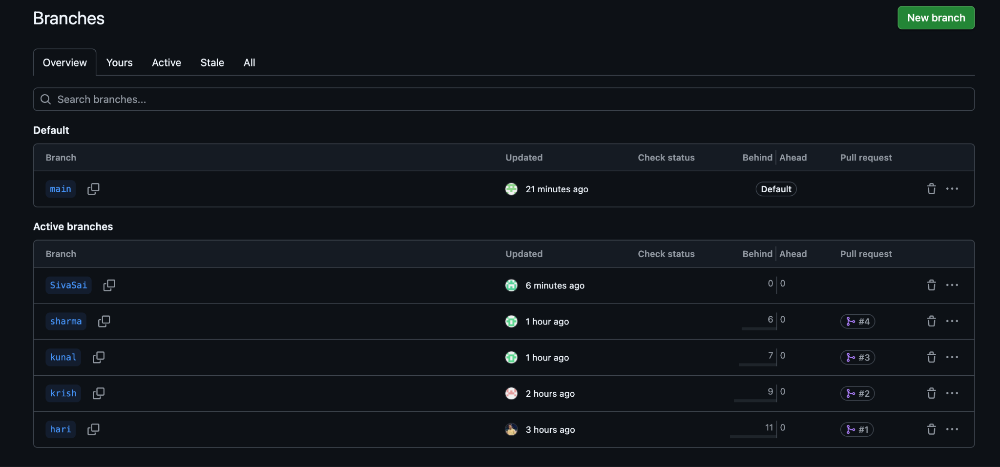 Branches
New branch
Overview Yours Active Stale All
Search branches...
Default
Branch Updated Check status Behind Ahead Pull request
main 21 minutes ago Default
Active branches
Branch Updated Check status Behind Ahead Pull request
SivaSai 6 minutes ago 0 0
sharma 1 hour ago 6 0 #4
kunal 1 hour ago 7 0 #3
krish 2 hours ago 9 0 #2
hari 3 hours ago 11 0 #1